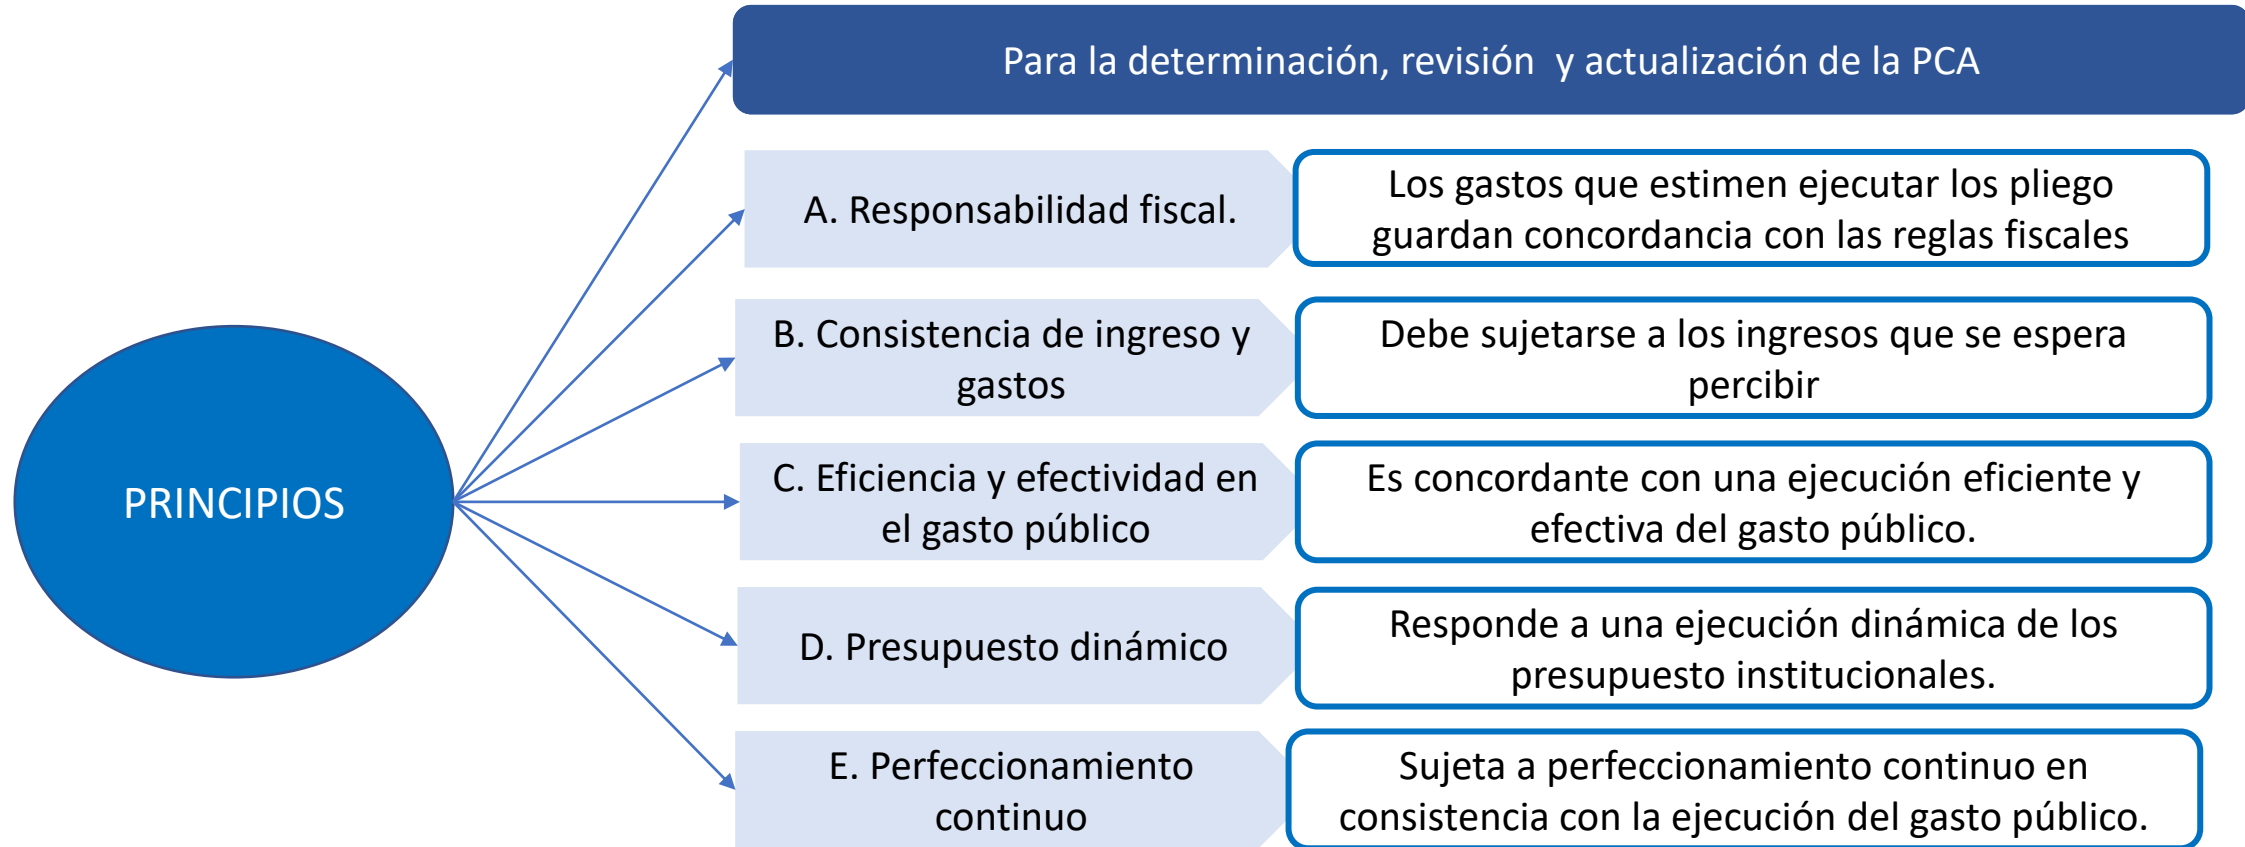 Para la determinación, revisión y actualización de la PCA
PRINCIPIOS
A. Responsabilidad fiscal.
Los gastos que estimen ejecutar los pliego
guardan concordancia con las reglas fiscales
B. Consistencia de ingreso y
gastos
Debe sujetarse a los ingresos que se espera
percibir
C. Eficiencia y efectividad en
el gasto público
Es concordante con una ejecución eficiente y
efectiva del gasto público.
D. Presupuesto dinámico
Responde a una ejecución dinámica de los
presupuesto institucionales.
E. Perfeccionamiento
continuo
Sujeta a perfeccionamiento continuo en
consistencia con la ejecución del gasto público.